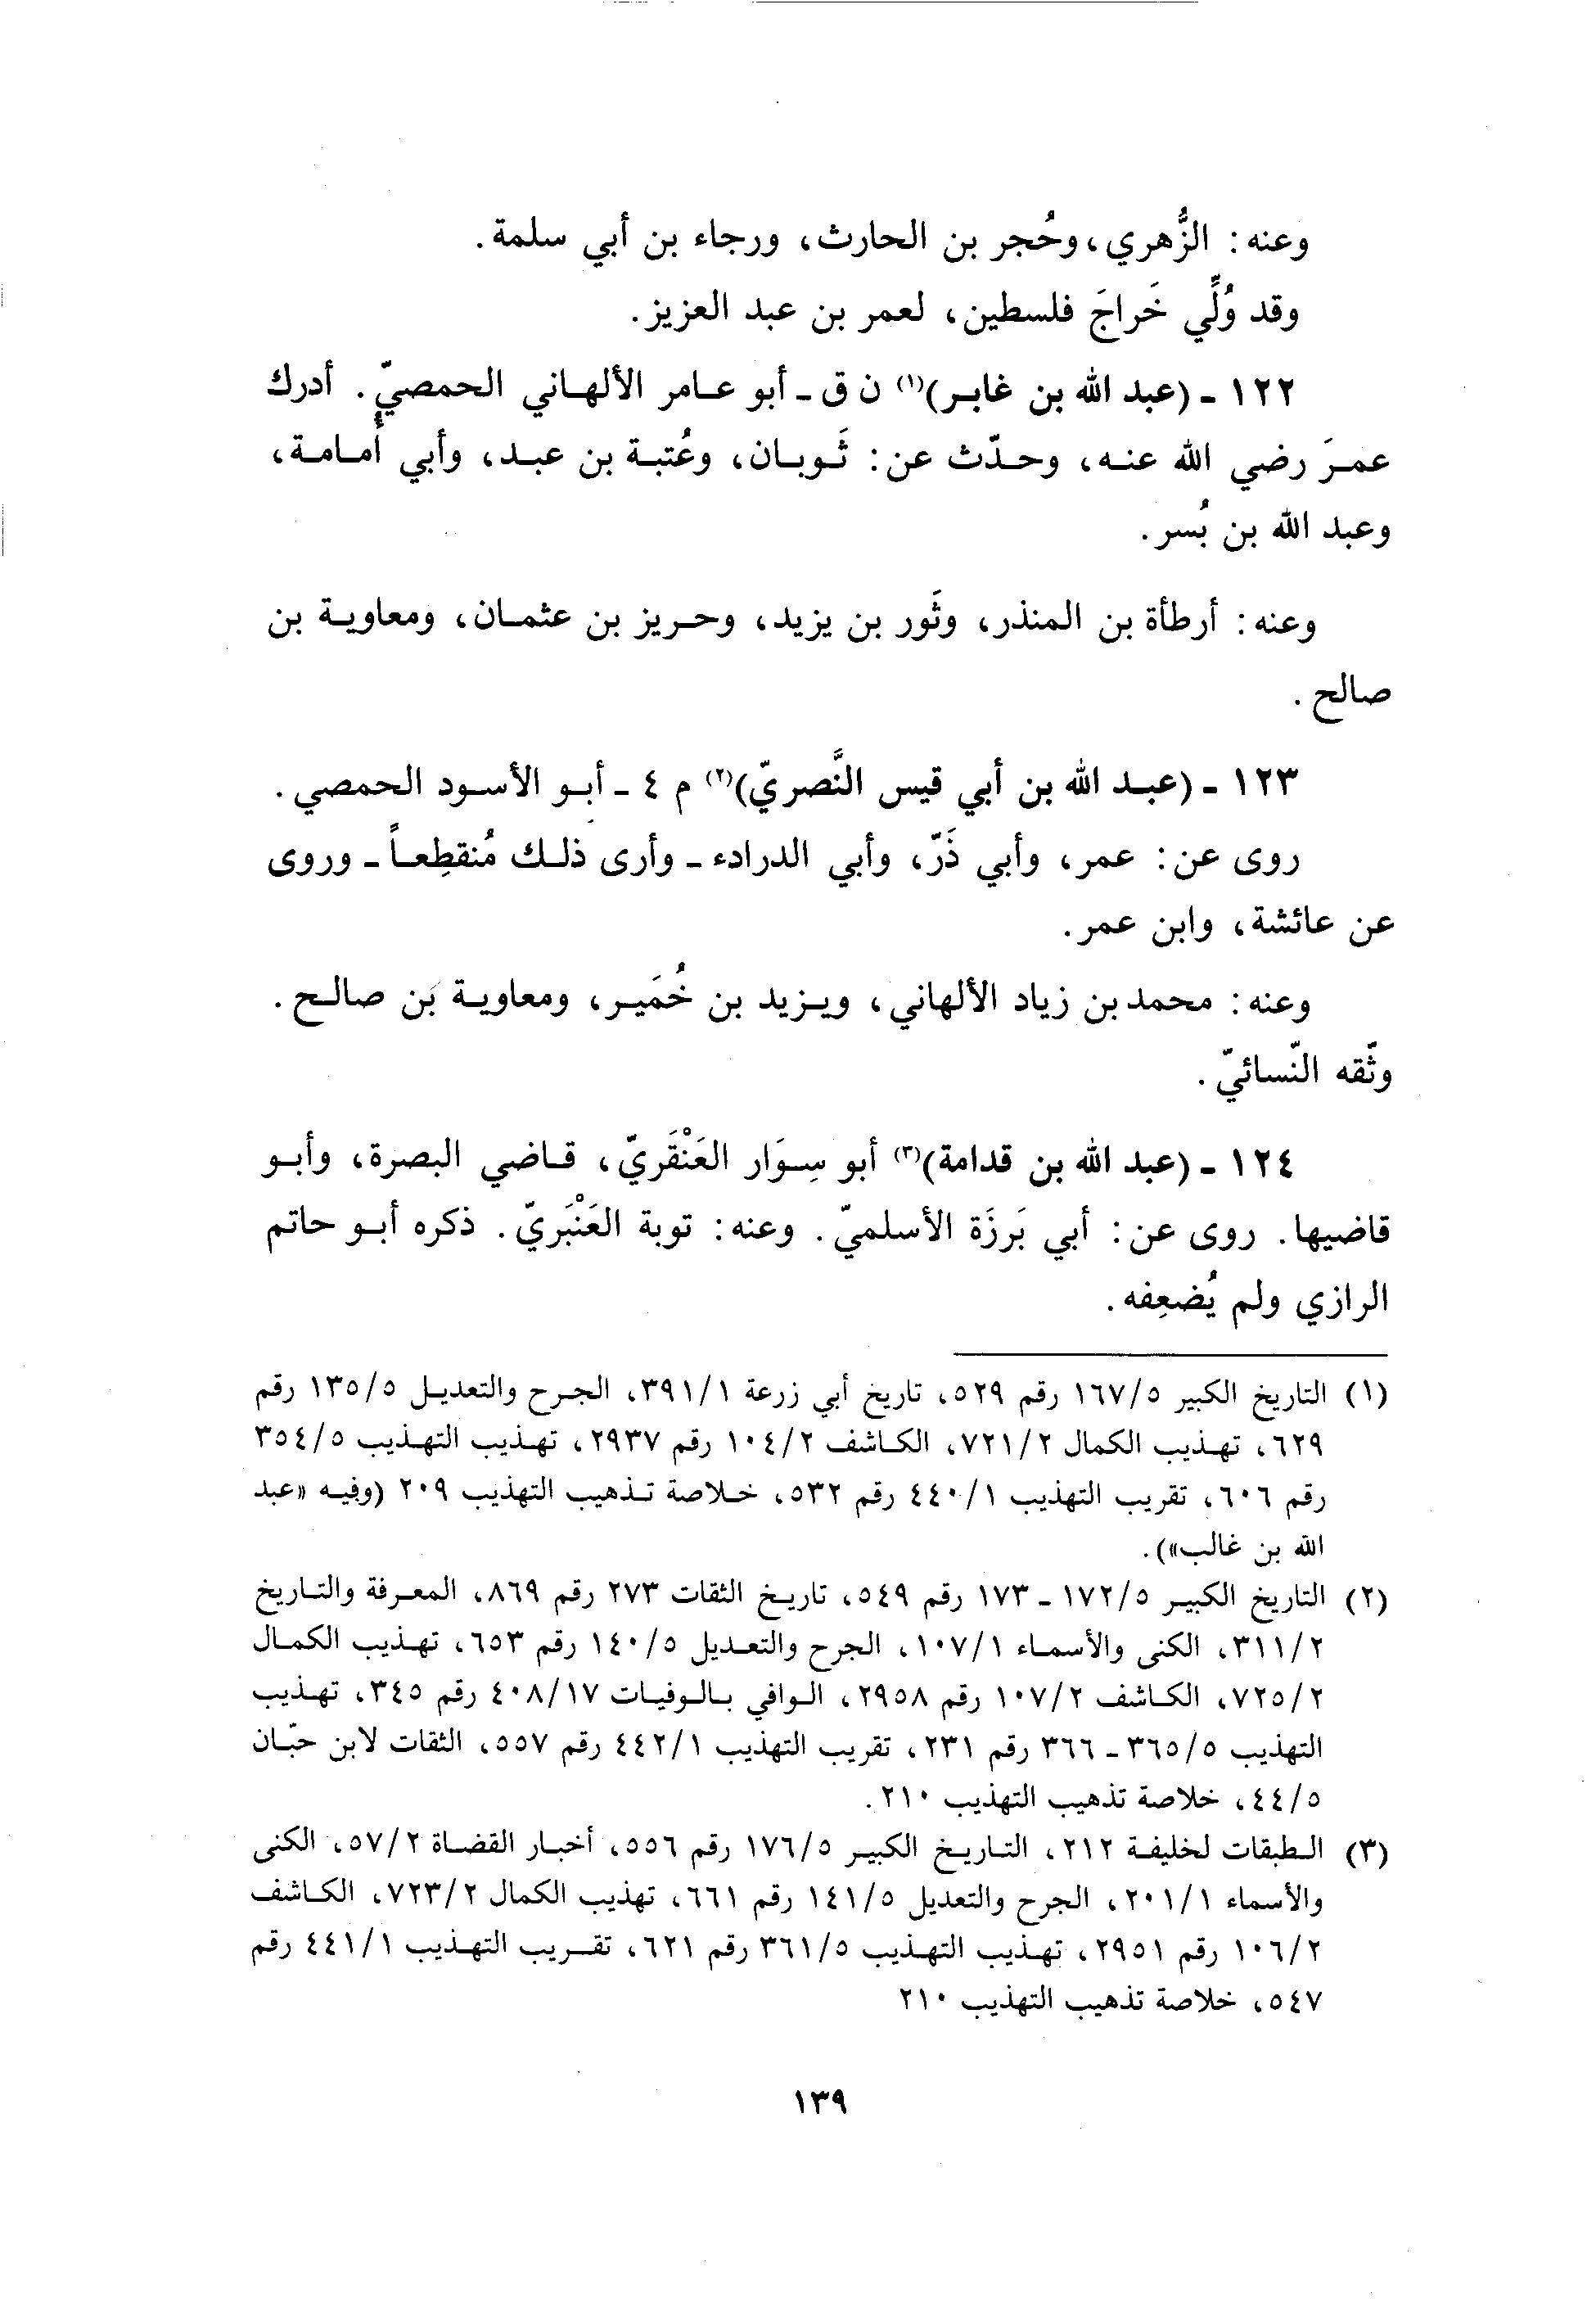 وعنه : الزُّهري، وحُجر بن الحارث، ورجاء بن أبي سلمة.
وقد وُلِّي خَراجَ فلسطين، لعمر بن عبد العزيز.
١٢٢ - (عبد الله بن غابر)(١) ن ق - أبو عامر الألهاني الحمصيّ. أدرك
عمرَ رضي الله عنه، وحدّث عن: ثَوبان، وعُتبة بن عبد، وأبي أُمامة،
وعبد الله بن بُسر.
وعنه: أرطأة بن المنذر، وثَور بن يزيد، وحريز بن عثمان، ومعاوية بن
صالح.
١٢٣ - (عبد الله بن أبي قيس النَّصريّ)(٢) م ٤ - أبو الأسود الحمصي.
روى عن: عمر، وأبي ذَرّ، وأبي الدرادء - وأرى ذلك مُنقطِعاً - وروى
عن عائشة، وابن عمر.
وعنه: محمد بن زياد الألهاني، ويزيد بن خُمَير، ومعاوية بَن صالح.
وثّقه النّسائيّ.
١٢٤ - (عبد الله بن قدامة)(٣) أبو سِوَار العَنْقَريّ، قاضي البصرة، وأبو
قاضيها. روى عن: أبي بَرزَة الأسلميّ. وعنه: توبة العَنْبَريّ. ذكره أبو حاتم
الرازي ولم يُضعِفه.
(١) التاريخ الكبير ١٦٧/٥ رقم ٥٢٩، تاريخ أبي زرعة ٣٩١/١، الجرح والتعديل ١٣٥/٥ رقم
٦٢٩، تهذيب الكمال ٧٢١/٢، الكاشف ١٠٤/٢ رقم ٢٩٣٧، تهذيب التهذيب ٣٥٤/٥
رقم ٦٠٦، تقريب التهذيب ٤٤٠/١ رقم ٥٣٢، خلاصة تذهيب التهذيب ٢٠٩ (وفيه «عبد
الله بن غالب»).
(٢) التاريخ الكبير ١٧٢/٥ - ١٧٣ رقم ٥٤٩، تاريخ الثقات ٢٧٣ رقم ٨٦٩، المعرفة والتاريخ
٣١١/٢، الكنى والأسماء ١٠٧/١، الجرح والتعديل ١٤٠/٥ رقم ٦٥٣، تهذيب الكمال
٧٢٥/٢، الكاشف ١٠٧/٢ رقم ٢٩٥٨، الوافي بالوفيات ٤٠٨/١٧ رقم ٣٤٥، تهذيب
التهذيب ٣٦٥/٥ - ٣٦٦ رقم ٢٣١، تقريب التهذيب ٤٤٢/١ رقم ٥٥٧، الثقات لابن حبّان
٤٤/٥، خلاصة تذهيب التهذيب ٢١٠.
(٣) الطبقات لخليفة ٢١٢، التاريخ الكبير ١٧٦/٥ رقم ٥٥٦، أخبار القضاة ٥٧/٢، الكنى
والأسماء ٢٠١/١، الجرح والتعديل ١٤١/٥ رقم ٦٦١، تهذيب الكمال ٧٢٣/٢، الكاشف
١٠٦/٢ رقم ٢٩٥١، تهذيب التهذيب ٣٦١/٥ رقم ٦٢١، تقريب التهذيب ٤٤١/١ رقم
٥٤٧، خلاصة تذهيب التهذيب ٢١٠
١٣٩